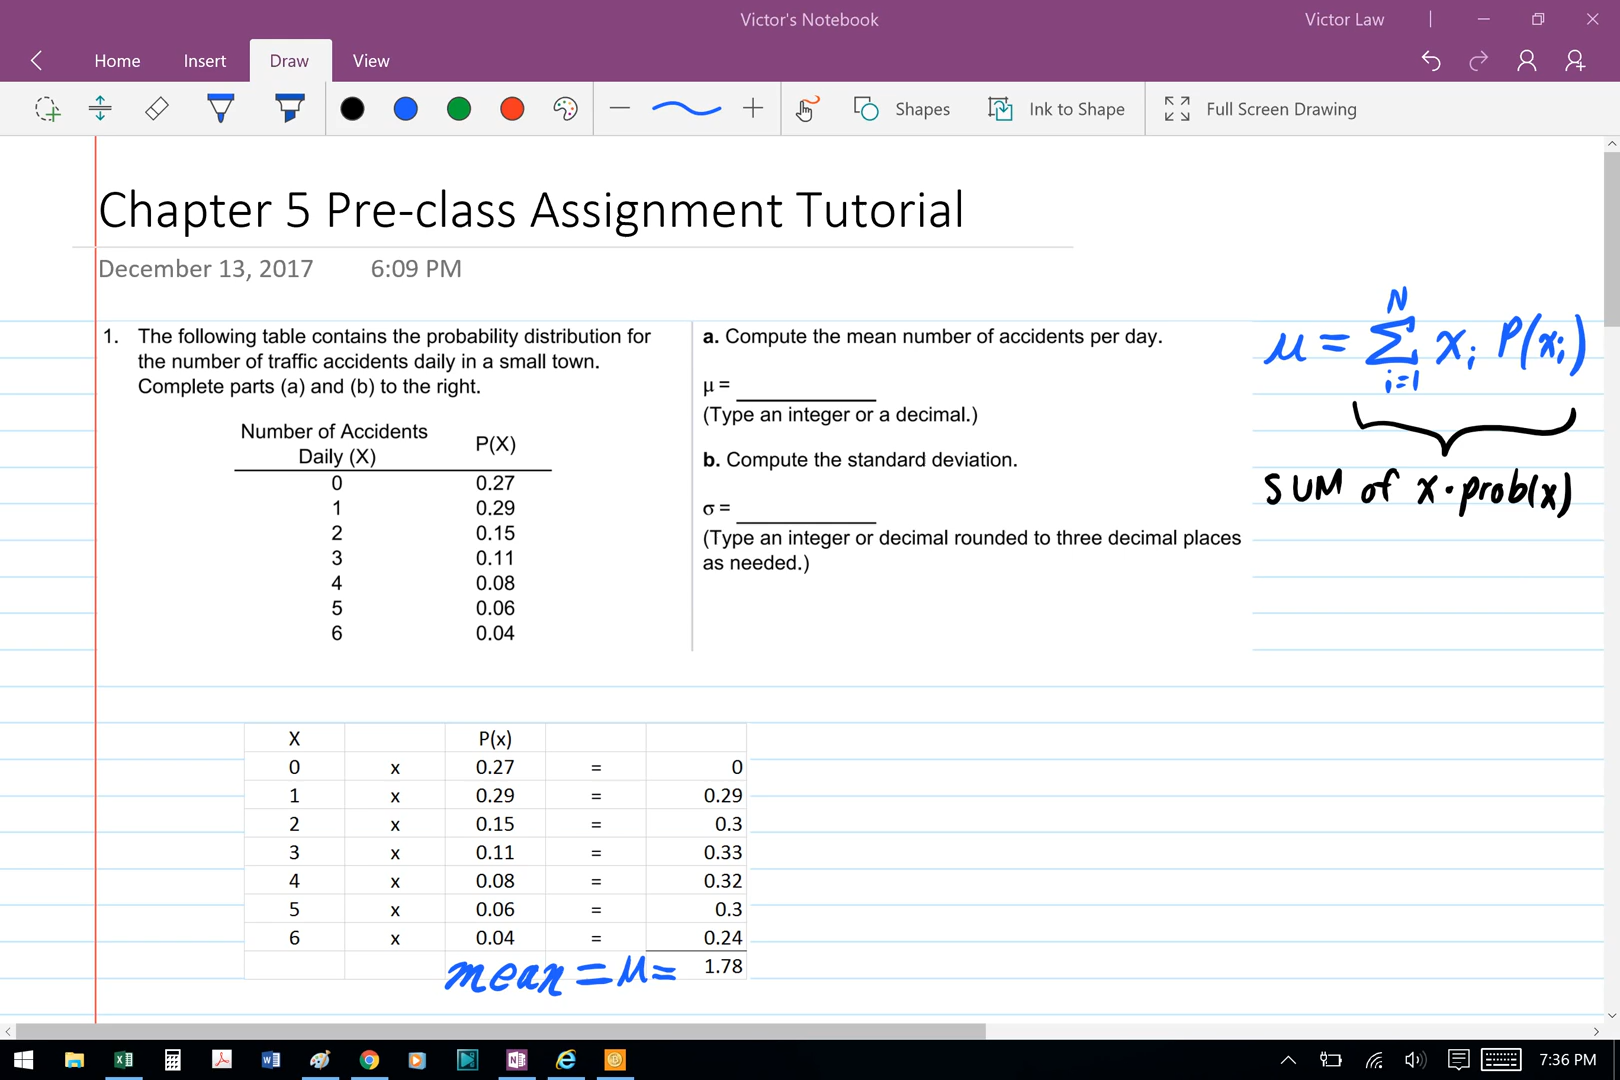 Victor's Notebook
Victor Law
Home Insert Draw View
Shapes Ink to Shape Full Screen Drawing
Chapter 5 Pre-class Assignment Tutorial
December 13, 2017 6:09 PM
1. The following table contains the probability distribution for
the number of traffic accidents daily in a small town.
Complete parts (a) and (b) to the right.
Number of Accidents
Daily (X) P(X)
0 0.27
1 0.29
2 0.15
3 0.11
4 0.08
5 0.06
6 0.04
a. Compute the mean number of accidents per day.
μ = 
(Type an integer or a decimal.)
b. Compute the standard deviation.
σ = 
(Type an integer or decimal rounded to three decimal places
as needed.)
N
μ = Σ xi P(xi)
i=1
SUM of x · prob(x)
X P(x)
0 x 0.27 = 0
1 x 0.29 = 0.29
2 x 0.15 = 0.3
3 x 0.11 = 0.33
4 x 0.08 = 0.32
5 x 0.06 = 0.3
6 x 0.04 = 0.24
mean = μ = 1.78
7:36 PM